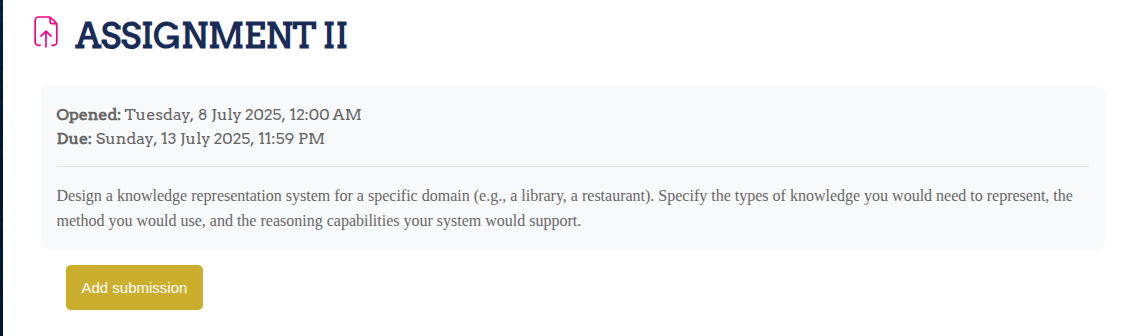 ASSIGNMENT II
Opened: Tuesday, 8 July 2025, 12:00 AM
Due: Sunday, 13 July 2025, 11:59 PM
Design a knowledge representation system for a specific domain (e.g., a library, a restaurant). Specify the types of knowledge you would need to represent, the
method you would use, and the reasoning capabilities your system would support.
Add submission